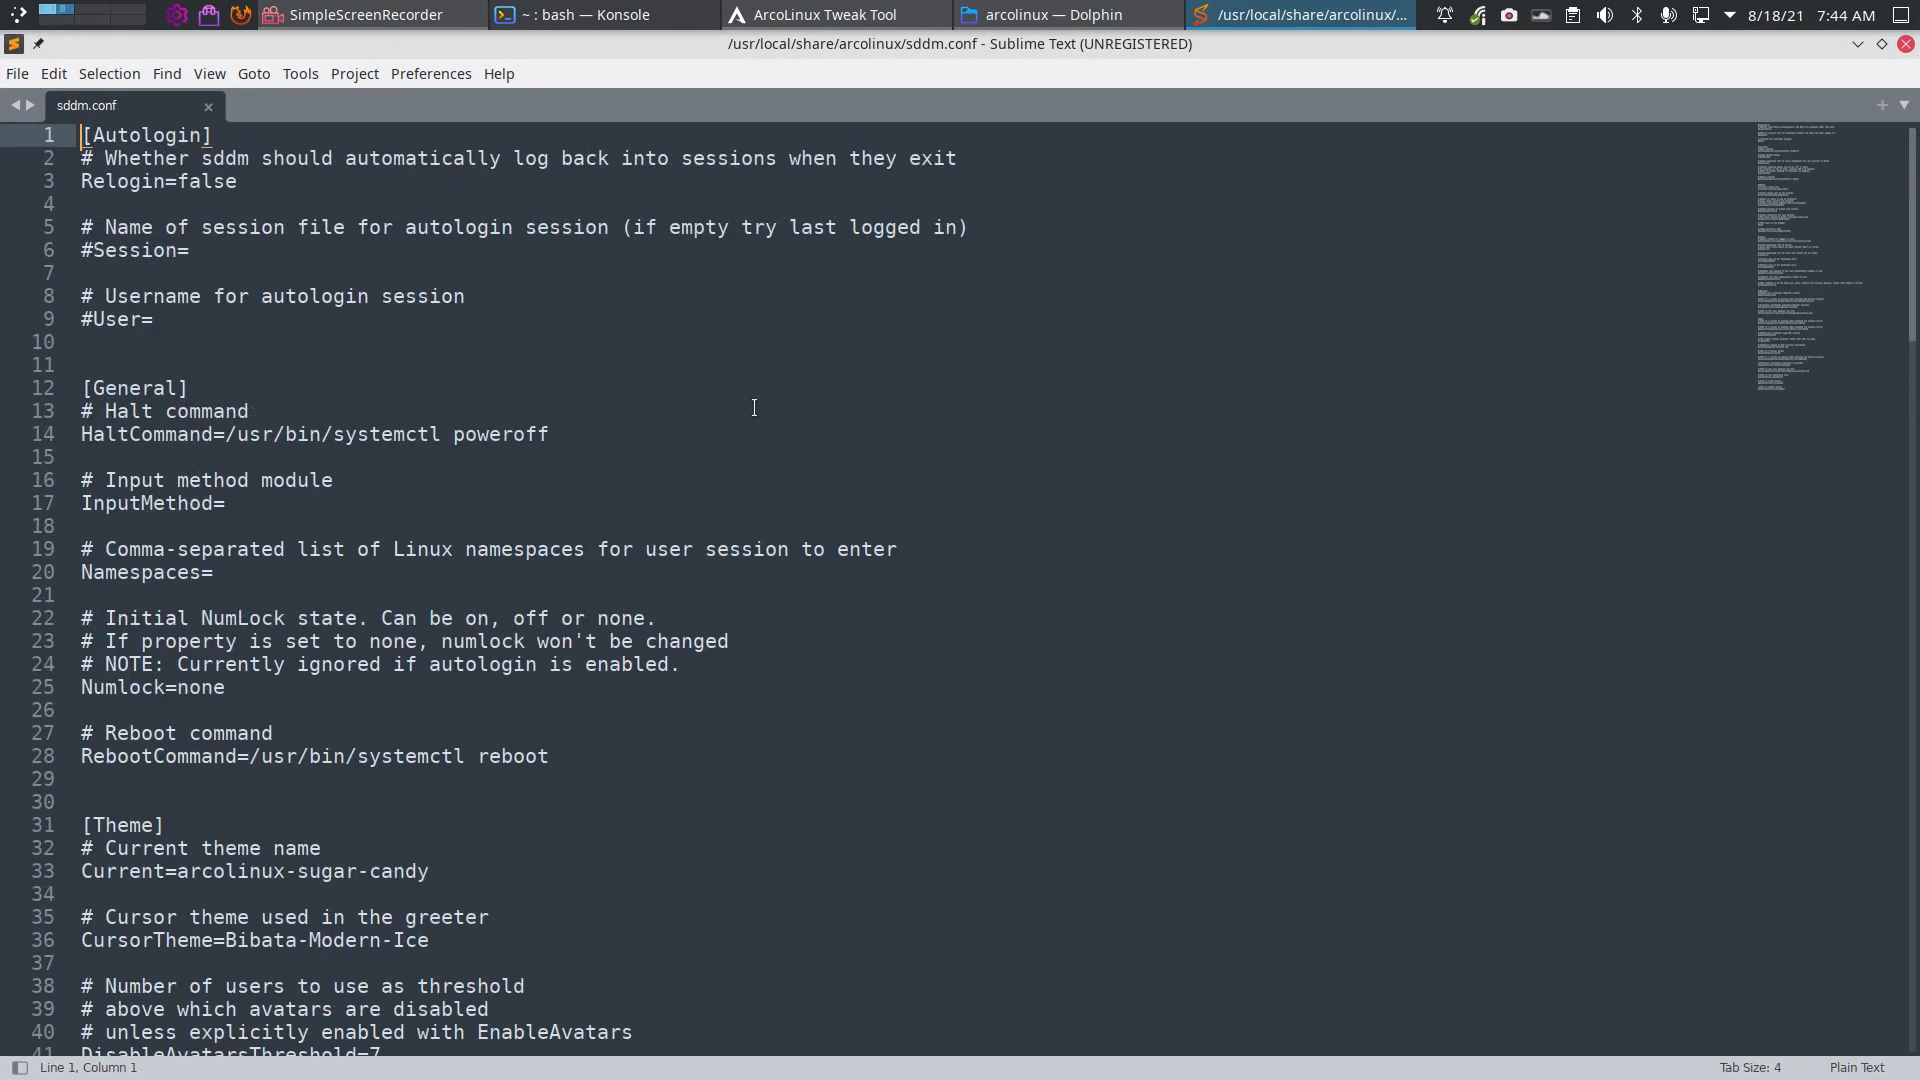 SimpleScreenRecorder
~ : bash — Konsole
ArcoLinux Tweak Tool
arcolinux — Dolphin
/usr/local/share/arcolinux/...
8/18/21
7:44 AM
/usr/local/share/arcolinux/sddm.conf - Sublime Text (UNREGISTERED)
File Edit Selection Find View Goto Tools Project Preferences Help
sddm.conf
1 [Autologin]
2 # Whether sddm should automatically log back into sessions when they exit
3 Relogin=false
4
5 # Name of session file for autologin session (if empty try last logged in)
6 #Session=
7
8 # Username for autologin session
9 #User=
10
11
12 [General]
13 # Halt command
14 HaltCommand=/usr/bin/systemctl poweroff
15
16 # Input method module
17 InputMethod=
18
19 # Comma-separated list of Linux namespaces for user session to enter
20 Namespaces=
21
22 # Initial NumLock state. Can be on, off or none.
23 # If property is set to none, numlock won't be changed
24 # NOTE: Currently ignored if autologin is enabled.
25 Numlock=none
26
27 # Reboot command
28 RebootCommand=/usr/bin/systemctl reboot
29
30
31 [Theme]
32 # Current theme name
33 Current=arcolinux-sugar-candy
34
35 # Cursor theme used in the greeter
36 CursorTheme=Bibata-Modern-Ice
37
38 # Number of users to use as threshold
39 # above which avatars are disabled
40 # unless explicitly enabled with EnableAvatars
41 DisableAvatarsThreshold=7
Line 1, Column 1
Tab Size: 4
Plain Text